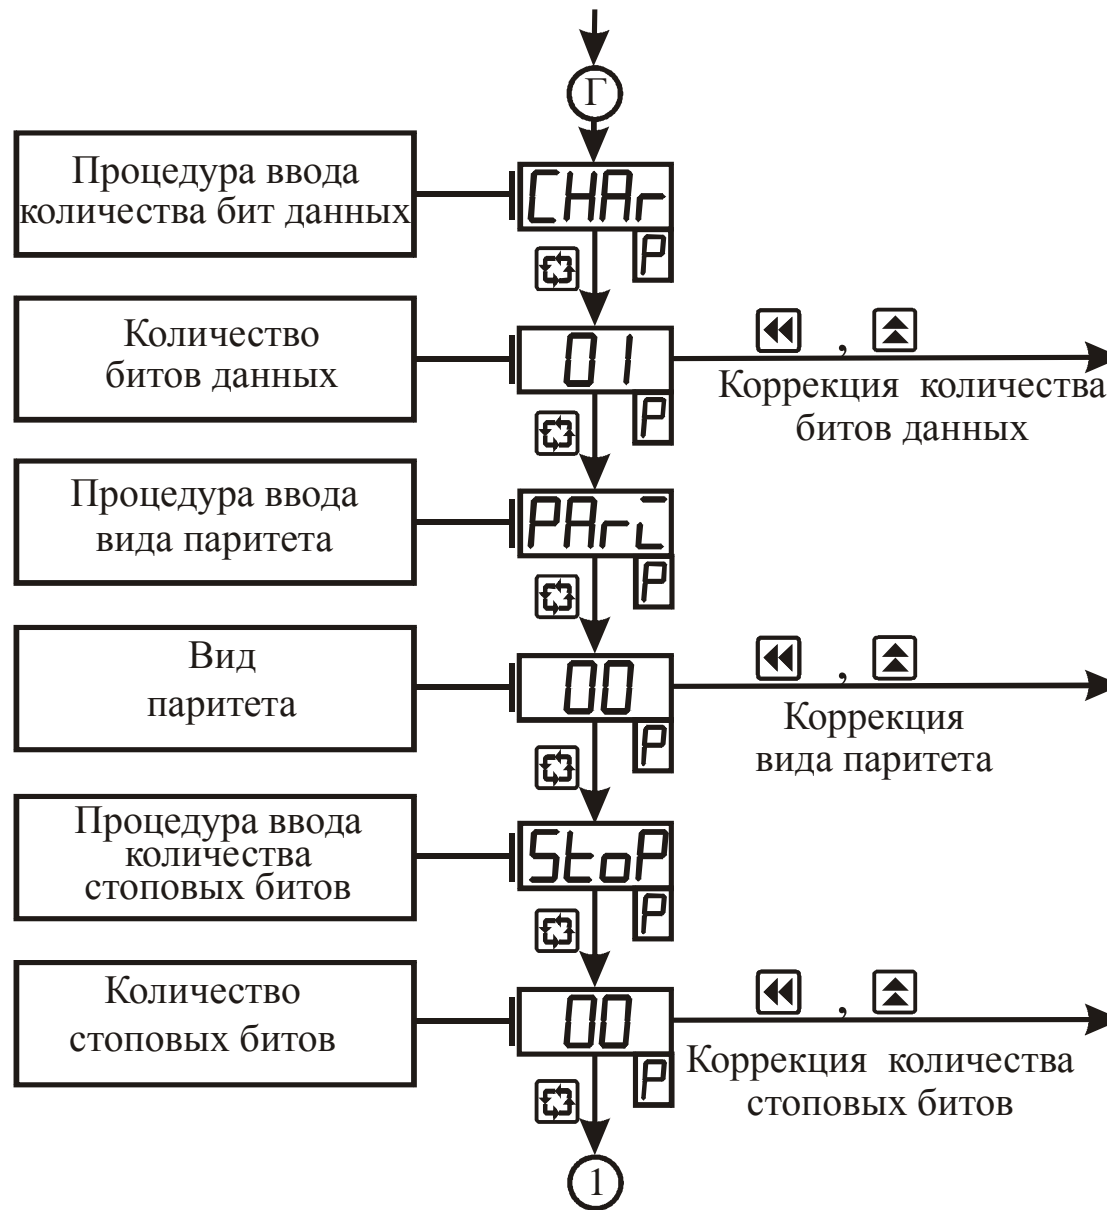 Г
Процедура ввода
количества бит данных
CHAr
P
Количество
битов данных
01
P
,
Коррекция количества
битов данных
Процедура ввода
вида паритета
PAri
P
Вид
паритета
00
P
,
Коррекция
вида паритета
Процедура ввода
количества
стоповых битов
StoP
P
Количество
стоповых битов
00
P
,
Коррекция количества
стоповых битов
1